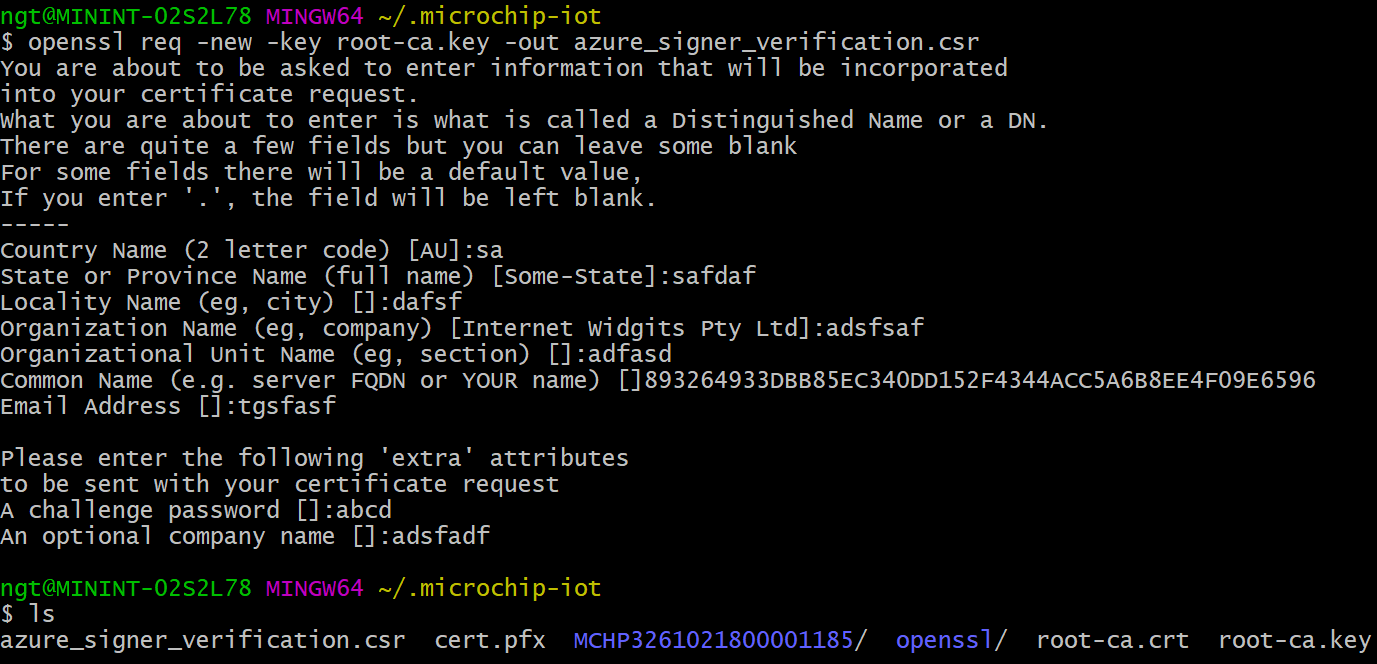 ngt@MININT-O2S2L78 MINGW64 ~/.microchip-iot
$ openssl req -new -key root-ca.key -out azure_signer_verification.csr
You are about to be asked to enter information that will be incorporated
into your certificate request.
What you are about to enter is what is called a Distinguished Name or a DN.
There are quite a few fields but you can leave some blank
For some fields there will be a default value,
If you enter '.', the field will be left blank.
-----
Country Name (2 letter code) [AU]:sa
State or Province Name (full name) [Some-State]:safdaf
Locality Name (eg, city) []:dafsf
Organization Name (eg, company) [Internet Widgits Pty Ltd]:adsfsaf
Organizational Unit Name (eg, section) []:adfasd
Common Name (e.g. server FQDN or YOUR name) []893264933DBB85EC340DD152F4344ACC5A6B8EE4F09E6596
Email Address []:tgsfasf
Please enter the following 'extra' attributes
to be sent with your certificate request
A challenge password []:abcd
An optional company name []:adsfadf
ngt@MININT-O2S2L78 MINGW64 ~/.microchip-iot
$ ls
azure_signer_verification.csr cert.pfx MCHP3261021800001185/ openssl/ root-ca.crt root-ca.key